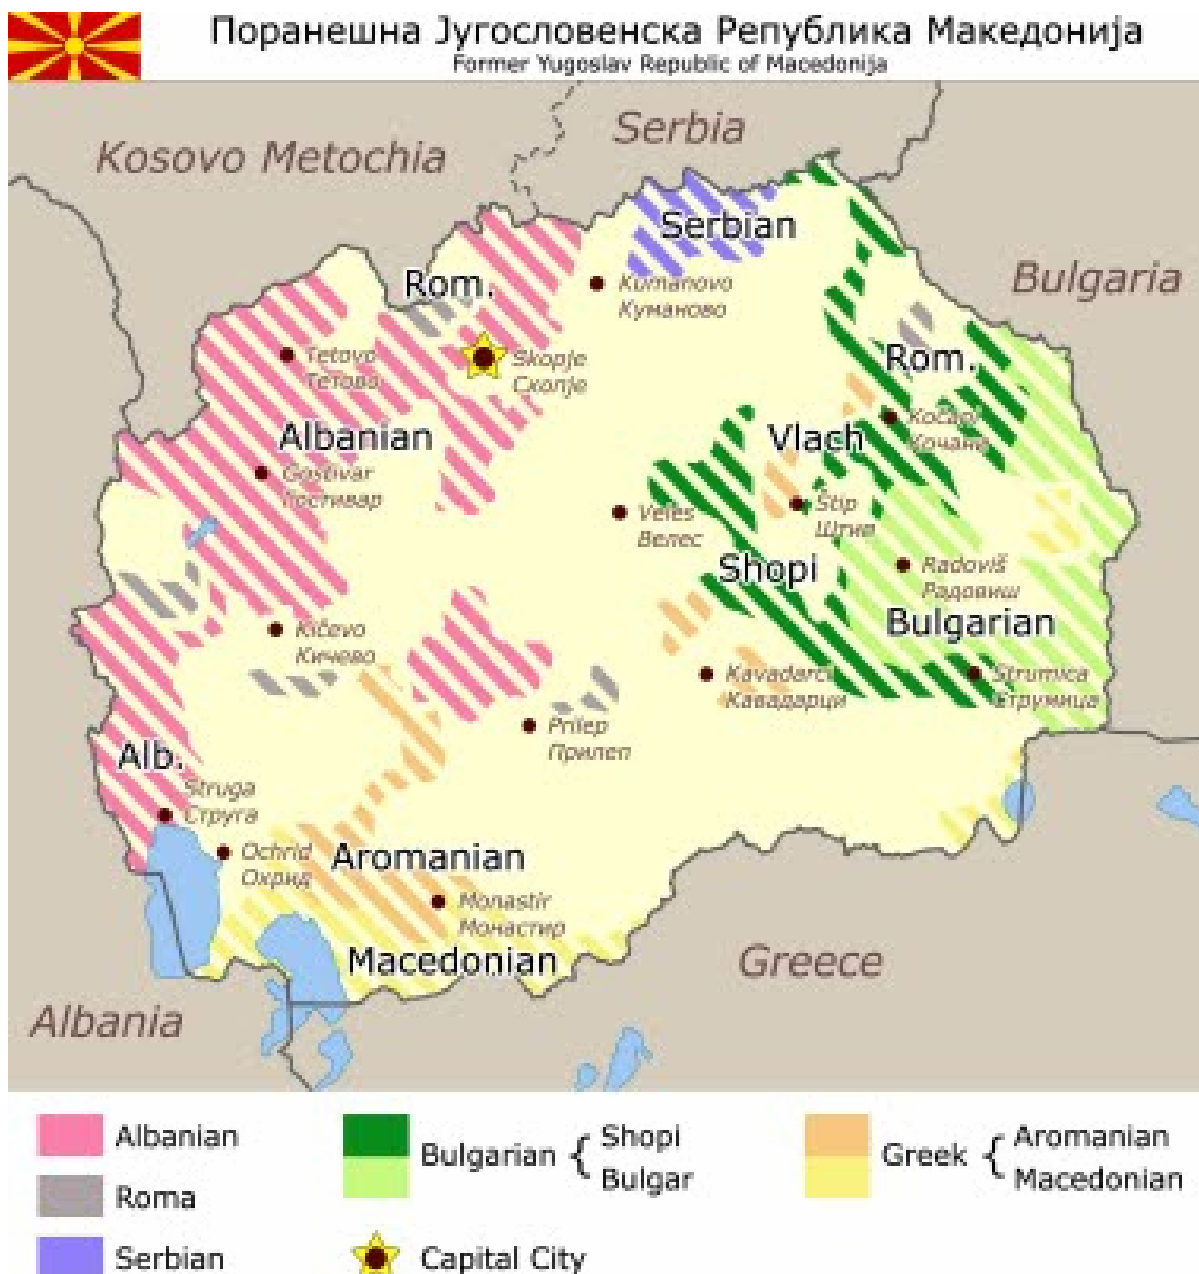 Поранешна Југословенска Република Македонија
Former Yugoslav Republic of Macedonija
Serbia
Kosovo Metochia
Serbian
Bulgaria
Rom.
Kumanovo
Куманово
Tetovo
Тетово
Skopje
Скопје
Rom.
Albanian
Vlach
Kočani
Кочани
Gostivar
Гостивар
Veles
Велес
Štip
Штип
Shopi
Radoviš
Радовиш
Bulgarian
Kičevo
Кичево
Kavadarci
Кавадарци
Strumica
Струмица
Prilep
Прилеп
Alb.
Struga
Струга
Ochrid
Охрид
Aromanian
Monastir
Монастир
Macedonian
Greece
Albania
Albanian
Roma
Serbian
Bulgarian { Shopi
Bulgar
Capital City
Greek { Aromanian
Macedonian